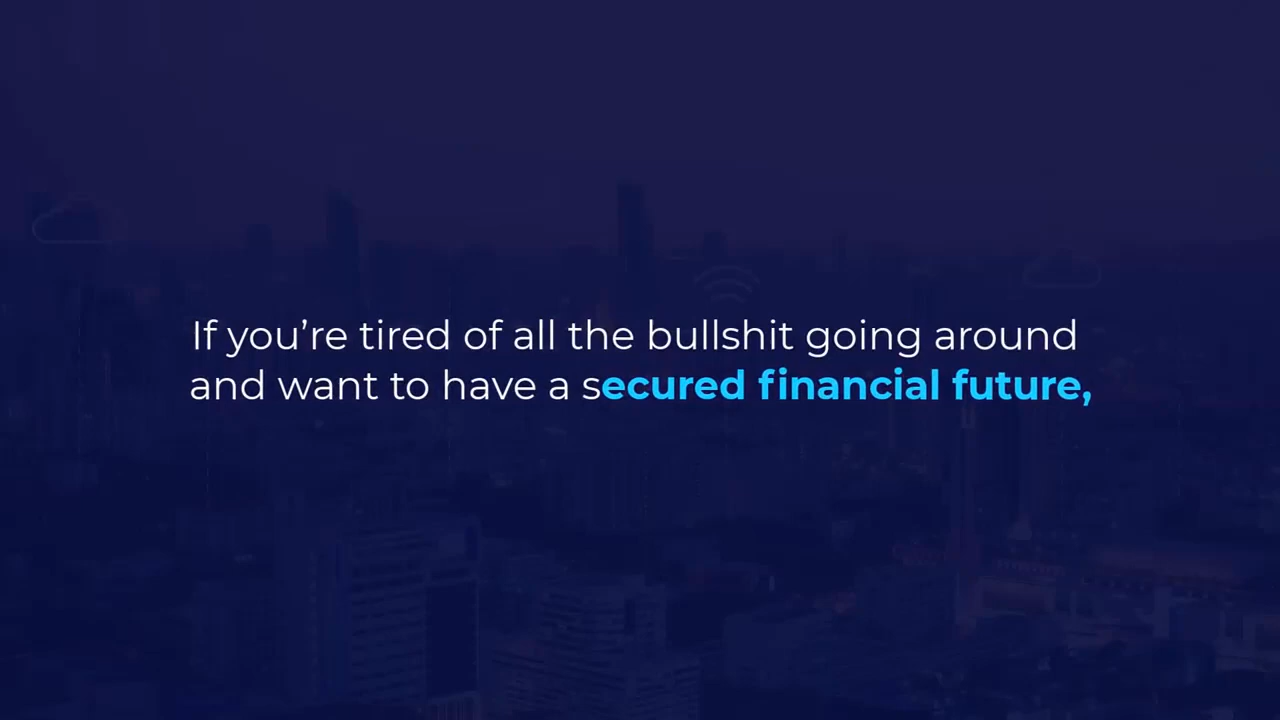 If you’re tired of all the bullshit going around
and want to have a secured financial future,